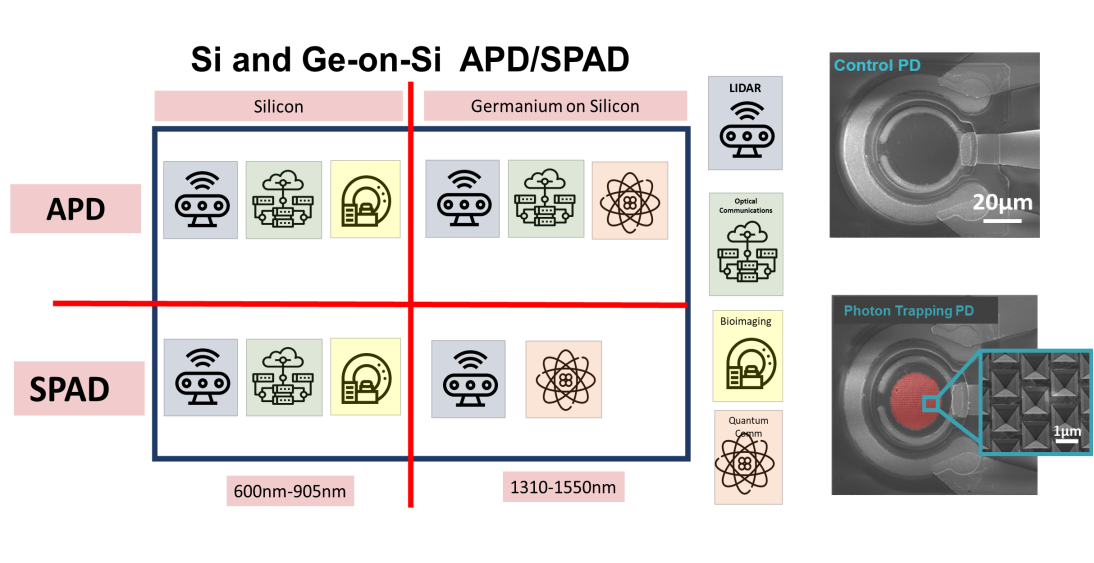 Si and Ge-on-Si APD/SPAD
Silicon
Germanium on Silicon
APD
SPAD
600nm-905nm
1310-1550nm
LIDAR
Optical
Communications
Bioimaging
Quantum
Comm
Control PD
20µm
Photon Trapping PD
1µm